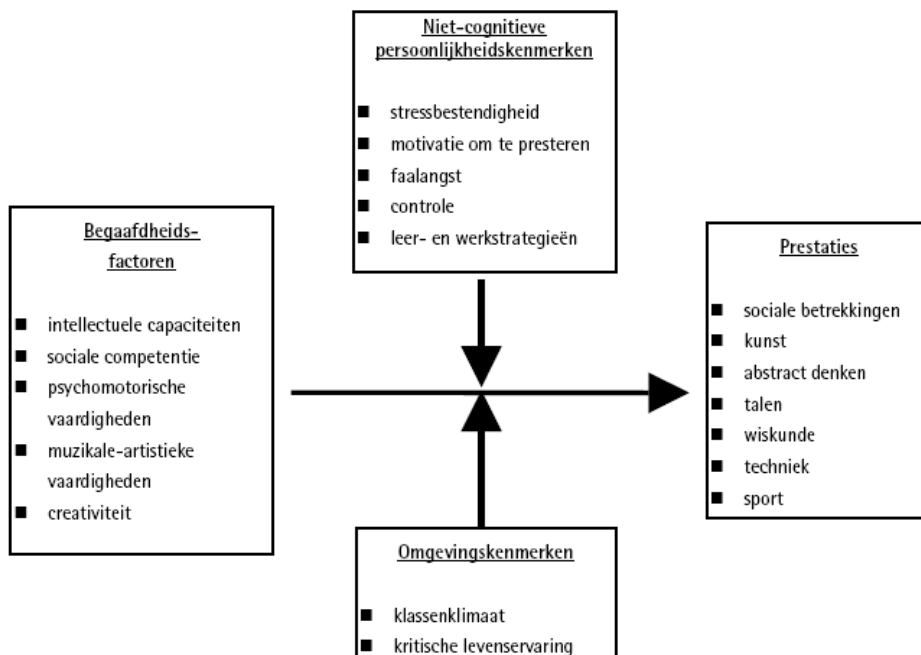 Niet-cognitieve
persoonlijkheidskenmerken
■ stressbestendigheid
■ motivatie om te presteren
■ faalangst
■ controle
■ leer- en werkstrategieën
Begaafdheids-
factoren
■ intellectuele capaciteiten
■ sociale competentie
■ psychomotorische
vaardigheden
■ muzikale-artistieke
vaardigheden
■ creativiteit
Prestaties
■ sociale betrekkingen
■ kunst
■ abstract denken
■ talen
■ wiskunde
■ techniek
■ sport
Omgevingskenmerken
■ klassenklimaat
■ kritische levenservaring